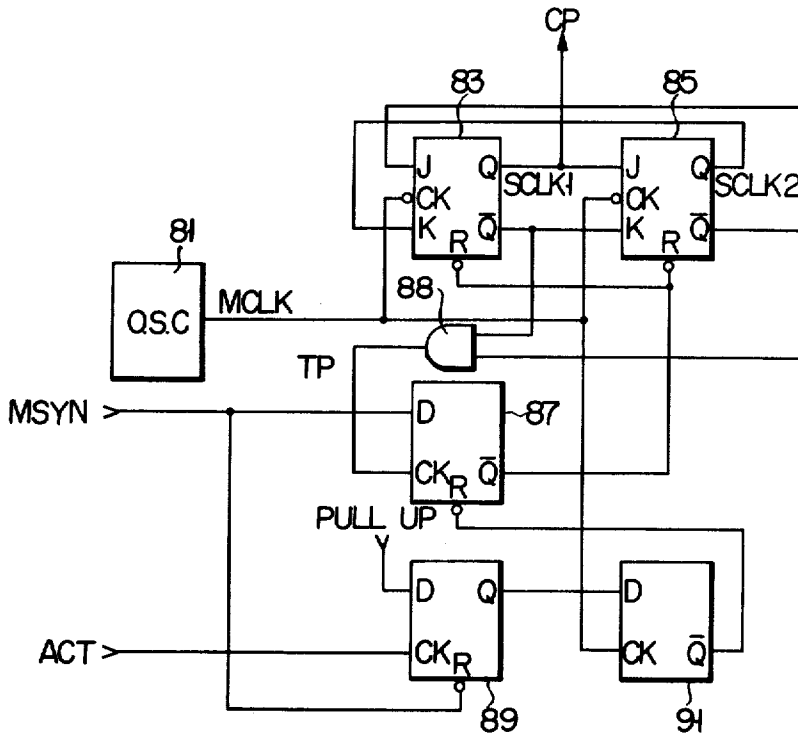 CP
83
85
J Q
SCLK1
J Q
SCLK2
CK
CK
K Q̅
K Q̅
R
R
81
Q.S.C
MCLK
88
TP
MSYN
D
87
CK Q̅
R
PULL UP
D Q
D
ACT
CK
R
CK Q̅
89
91